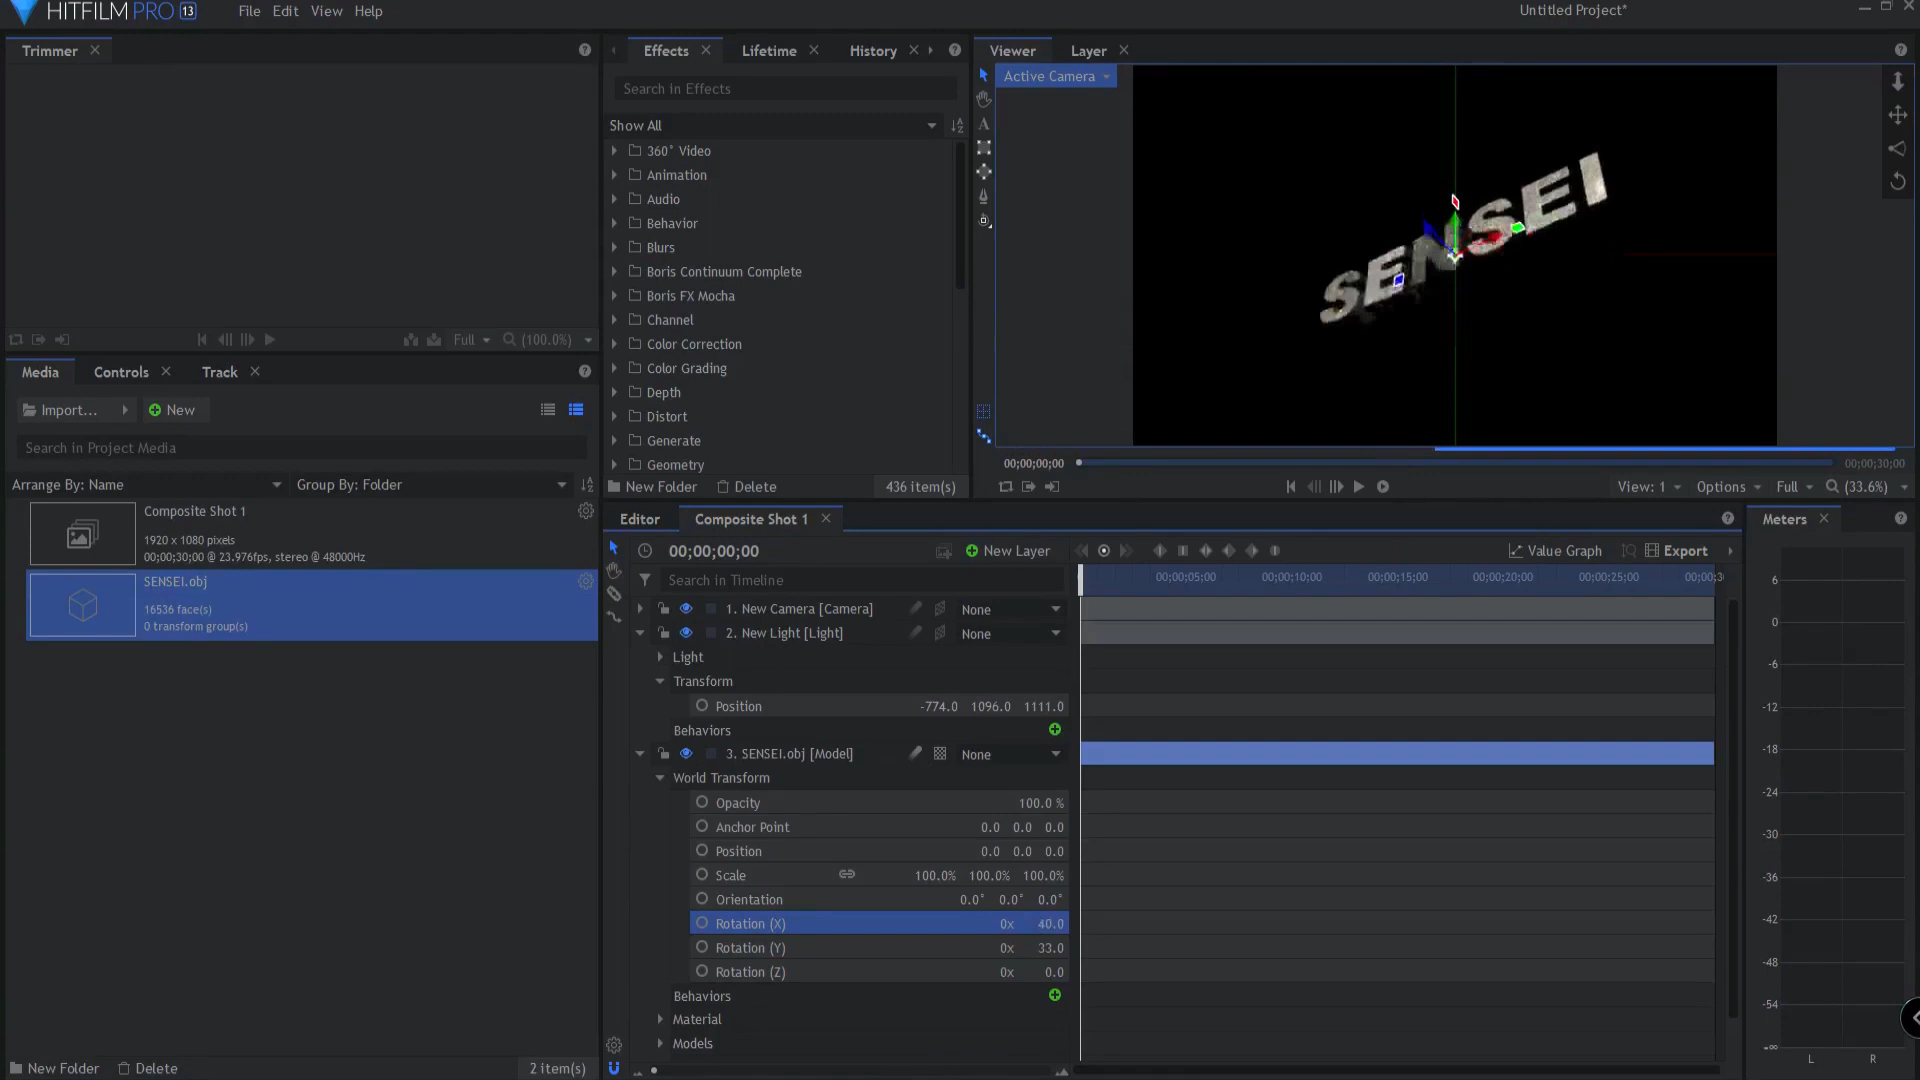 HITFILM PRO 13
File Edit View Help
Untitled Project*
Trimmer
Full (100.0%)
Media Controls Track
Import... New
Search in Project Media
Arrange By: Name Group By: Folder
Composite Shot 1
1920 x 1080 pixels
00;00;30;00 @ 23.976fps, stereo @ 48000Hz
SENSEI.obj
16536 face(s)
0 transform group(s)
New Folder Delete 2 item(s)
Effects Lifetime History
Search in Effects
Show All
360° Video
Animation
Audio
Behavior
Blurs
Boris Continuum Complete
Boris FX Mocha
Channel
Color Correction
Color Grading
Depth
Distort
Generate
Geometry
New Folder Delete 436 item(s)
Viewer Layer
Active Camera
SENSEI
00;00;00;00 00;00;30;00
View: 1 Options Full (33.6%)
Editor Composite Shot 1
00;00;00;00 New Layer Value Graph Export
Search in Timeline
00;00;05;00 00;00;10;00 00;00;15;00 00;00;20;00 00;00;25;00 00;00;3
1. New Camera [Camera] None
2. New Light [Light] None
Light
Transform
Position -774.0 1096.0 1111.0
Behaviors
3. SENSEI.obj [Model] None
World Transform
Opacity 100.0 %
Anchor Point 0.0 0.0 0.0
Position 0.0 0.0 0.0
Scale 100.0% 100.0% 100.0%
Orientation 0.0° 0.0° 0.0°
Rotation (X) 0x 40.0
Rotation (Y) 0x 33.0
Rotation (Z) 0x 0.0
Behaviors
Material
Models
Meters
6
0
-6
-12
-18
-24
-30
-36
-42
-48
-54
-∞
L R